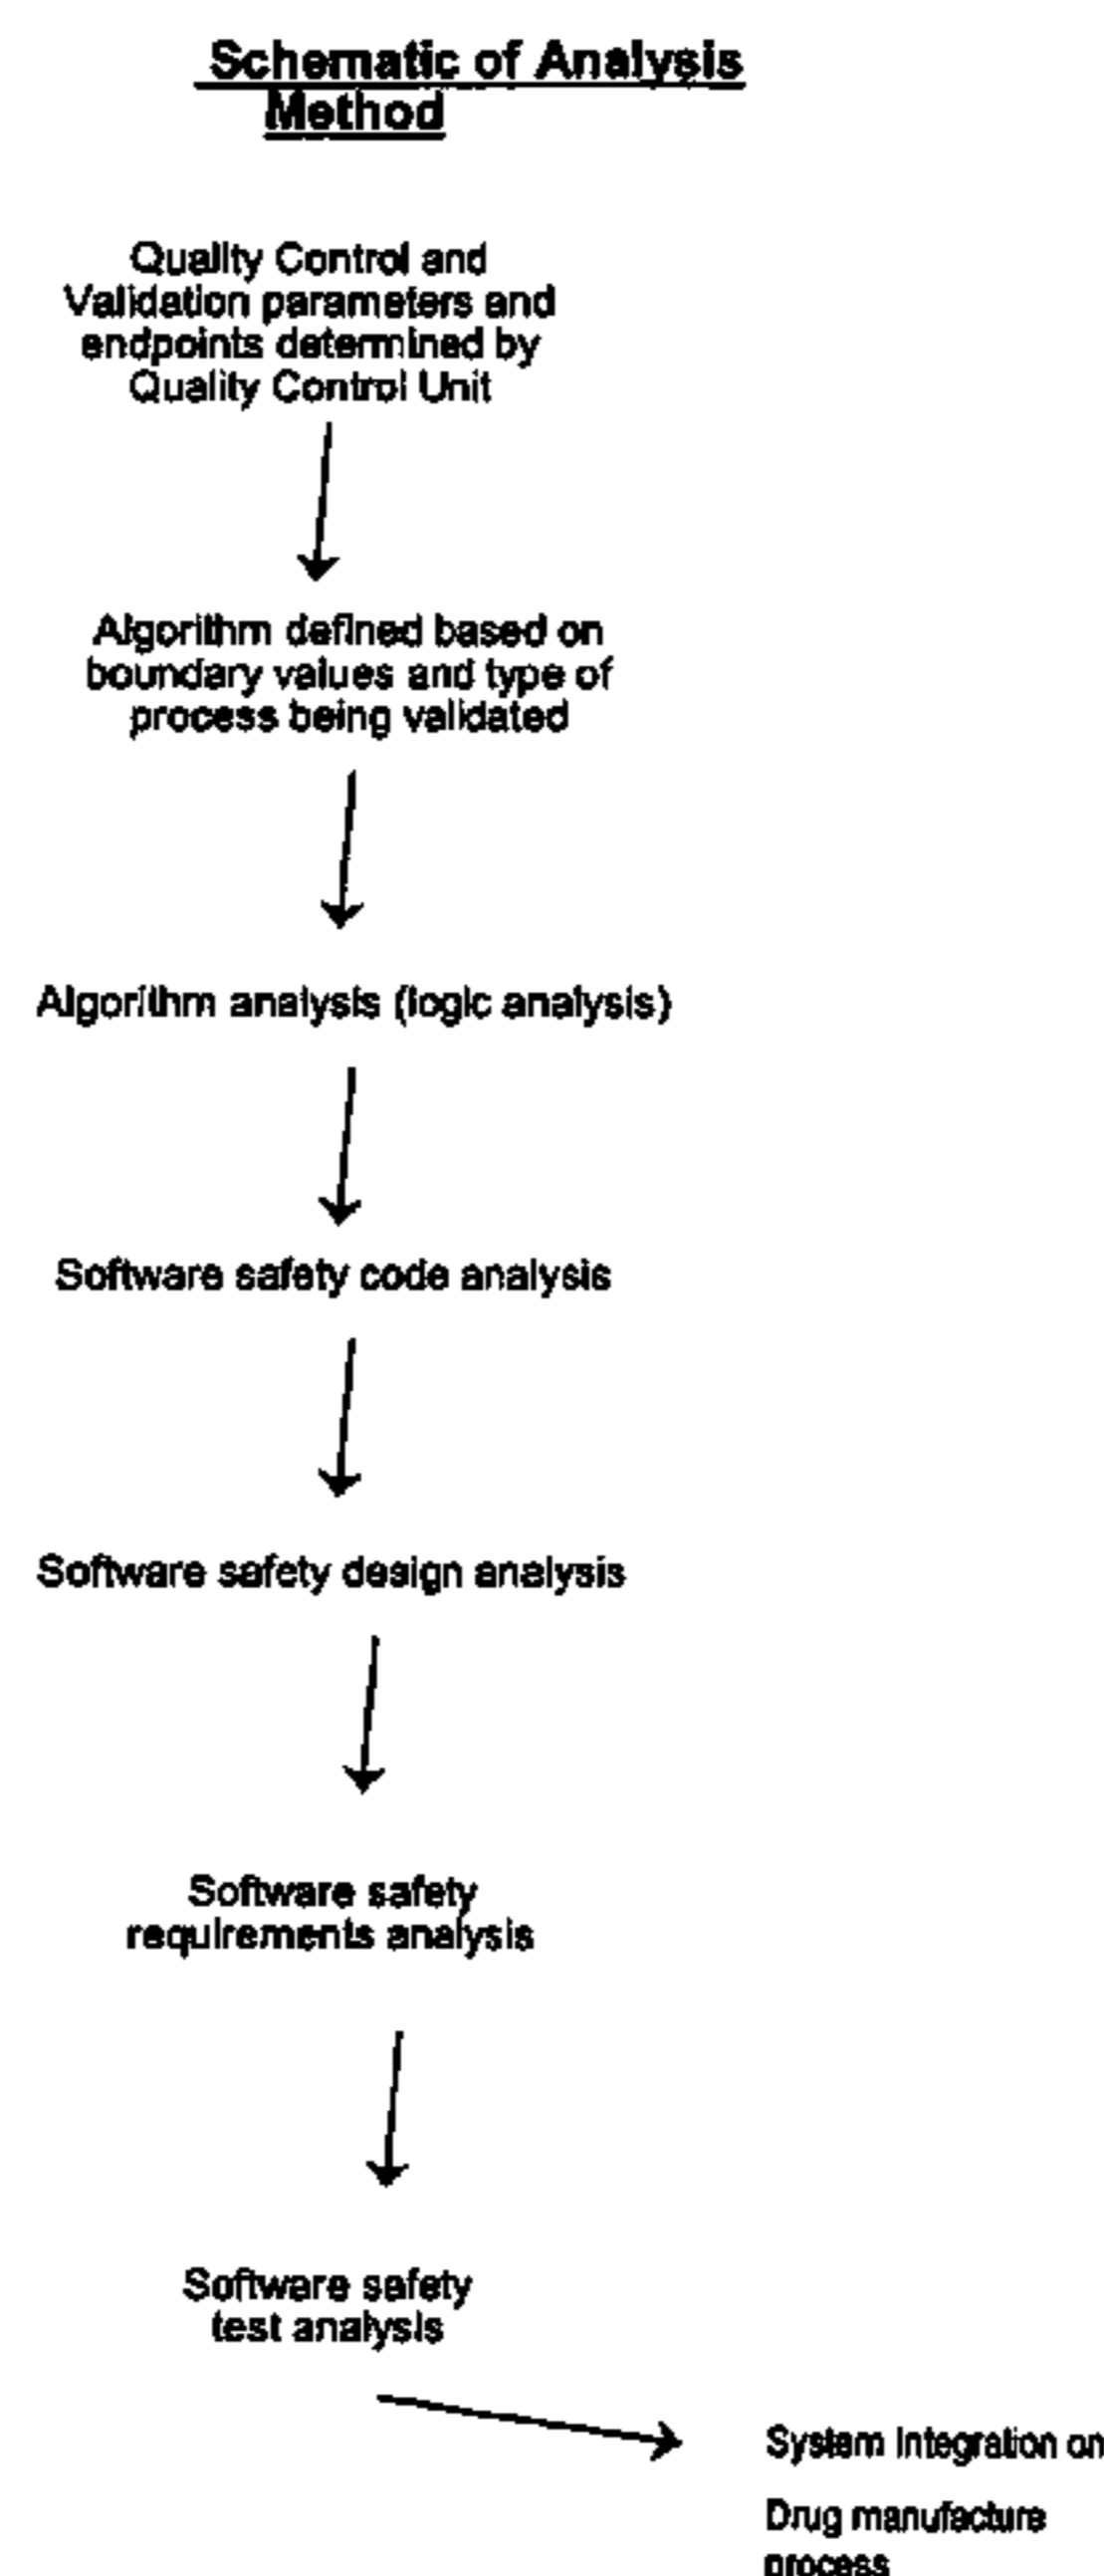 Schematic of Analysis
Method
Quality Control and
Validation parameters and
endpoints determined by
Quality Control Unit
Algorithm defined based on
boundary values and type of
process being validated
Algorithm analysis (logic analysis)
Software safety code analysis
Software safety design analysis
Software safety
requirements analysis
Software safety
test analysis
System Integration on
Drug manufacture
process